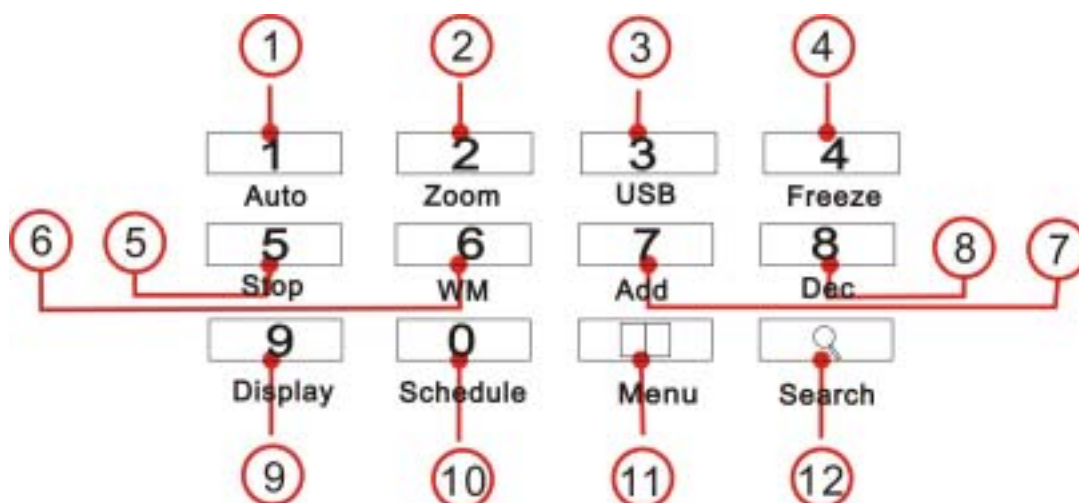 1 2 3 4
1 2 3 4
Auto Zoom USB Freeze
6 5 5 6 7 8 8 7
Stop WM Add Dec
9 0
Display Schedule Menu Search
9 10 11 12